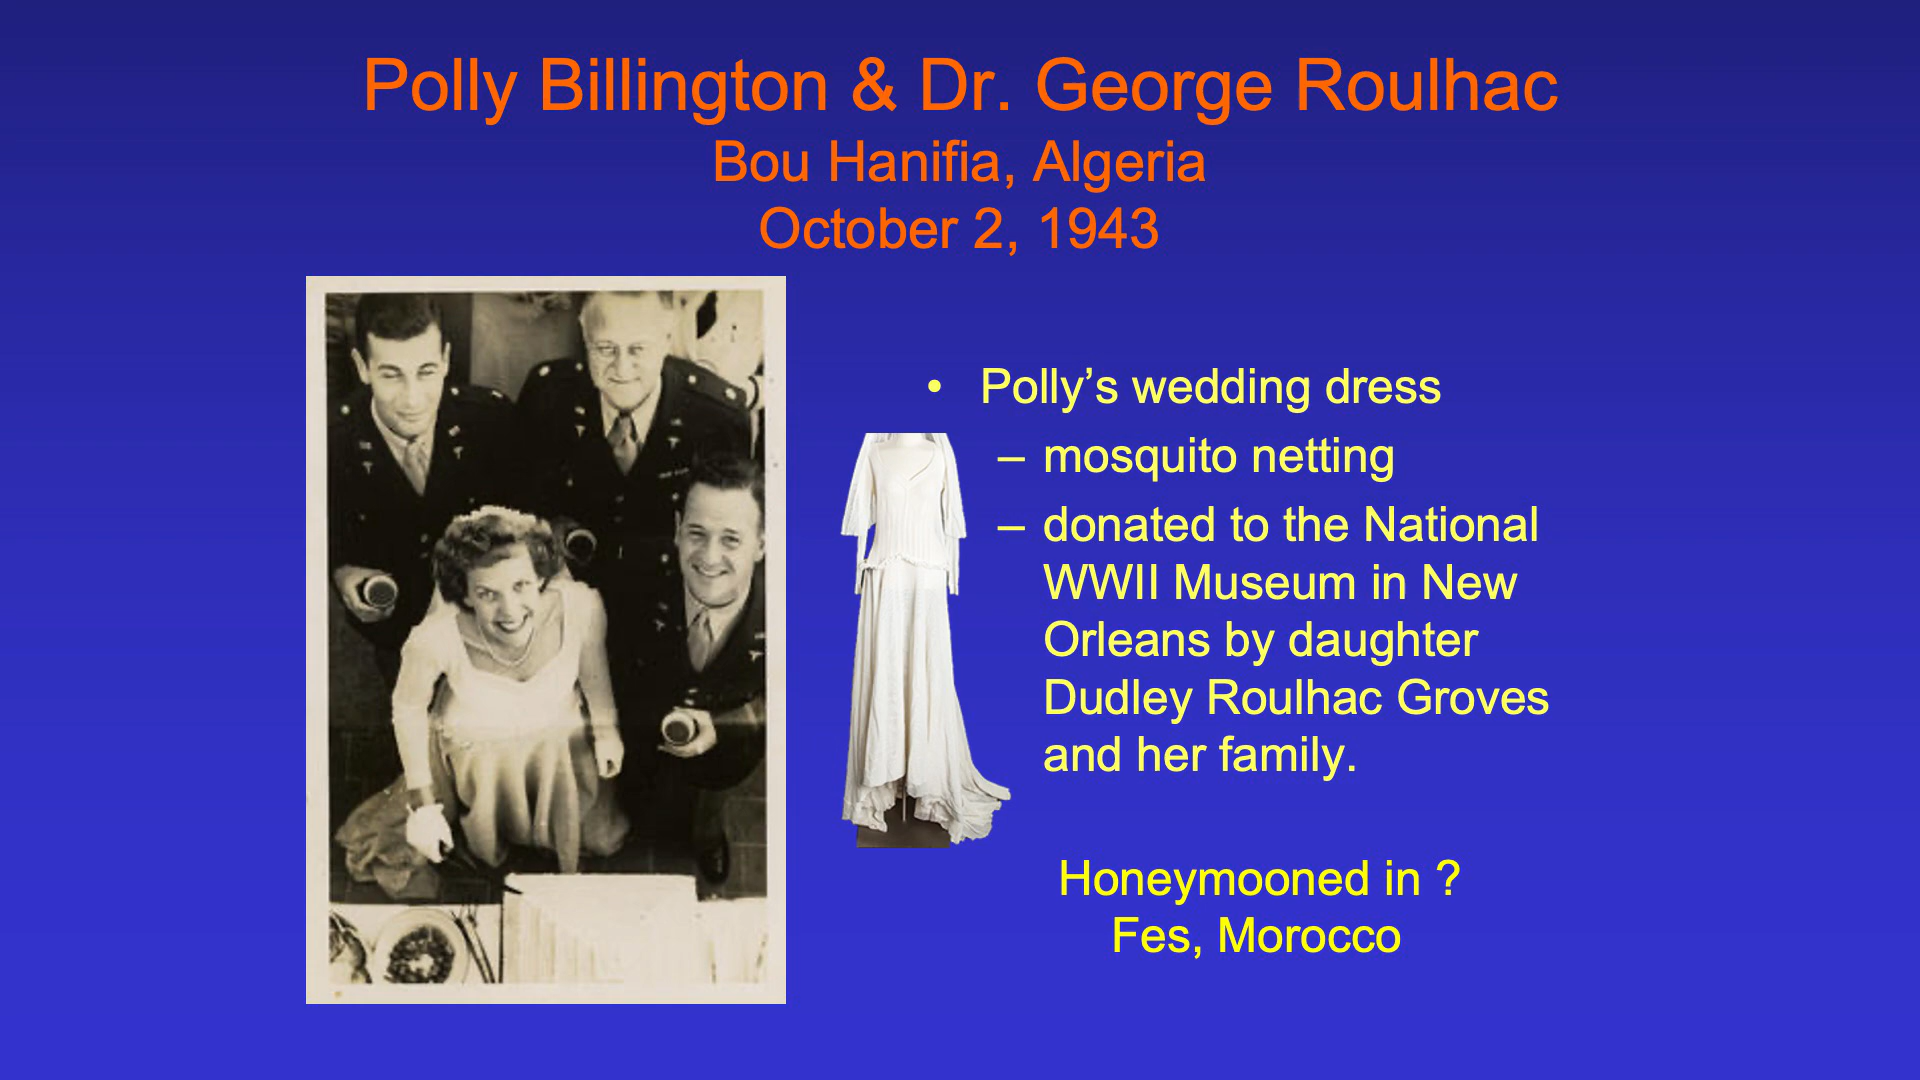 Polly Billington & Dr. George Roulhac
Bou Hanifia, Algeria
October 2, 1943
• Polly’s wedding dress
– mosquito netting
– donated to the National
WWII Museum in New
Orleans by daughter
Dudley Roulhac Groves
and her family.
Honeymooned in ?
Fes, Morocco